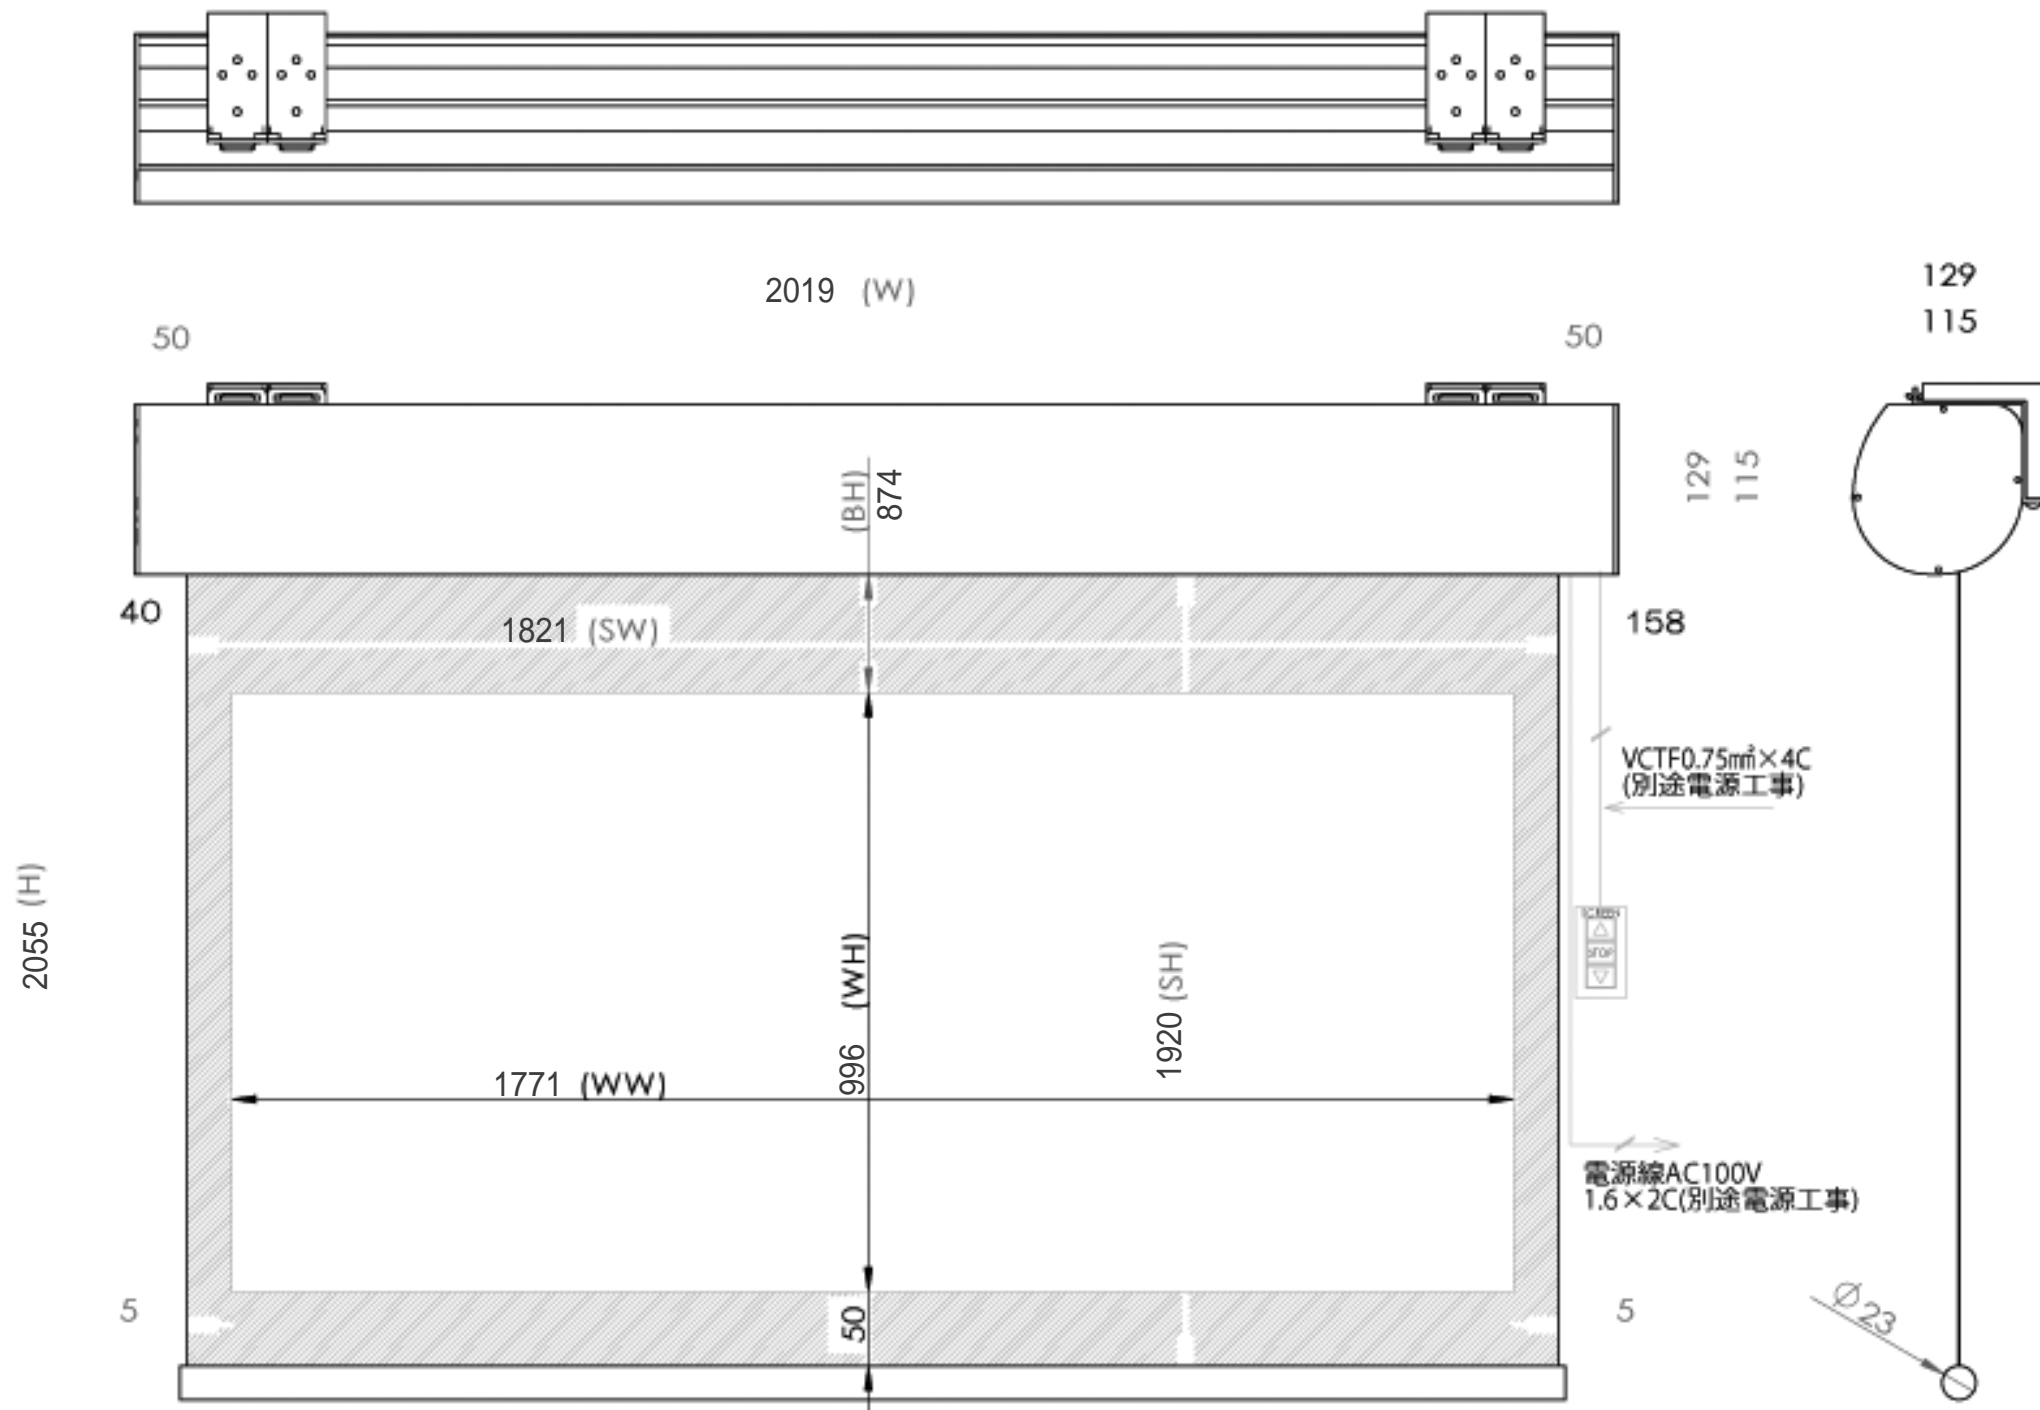 2019 (W)
129
115
50
50
(BH)
874
129
115
40
1821 (SW)
158
VCTF0.75㎟×4C
(別途電源工事)
2055 (H)
996 (WH)
1920 (SH)
SCREEN
STOP
1771 (WW)
電源線AC100V
1.6×2C(別途電源工事)
5
50
5
Ø23